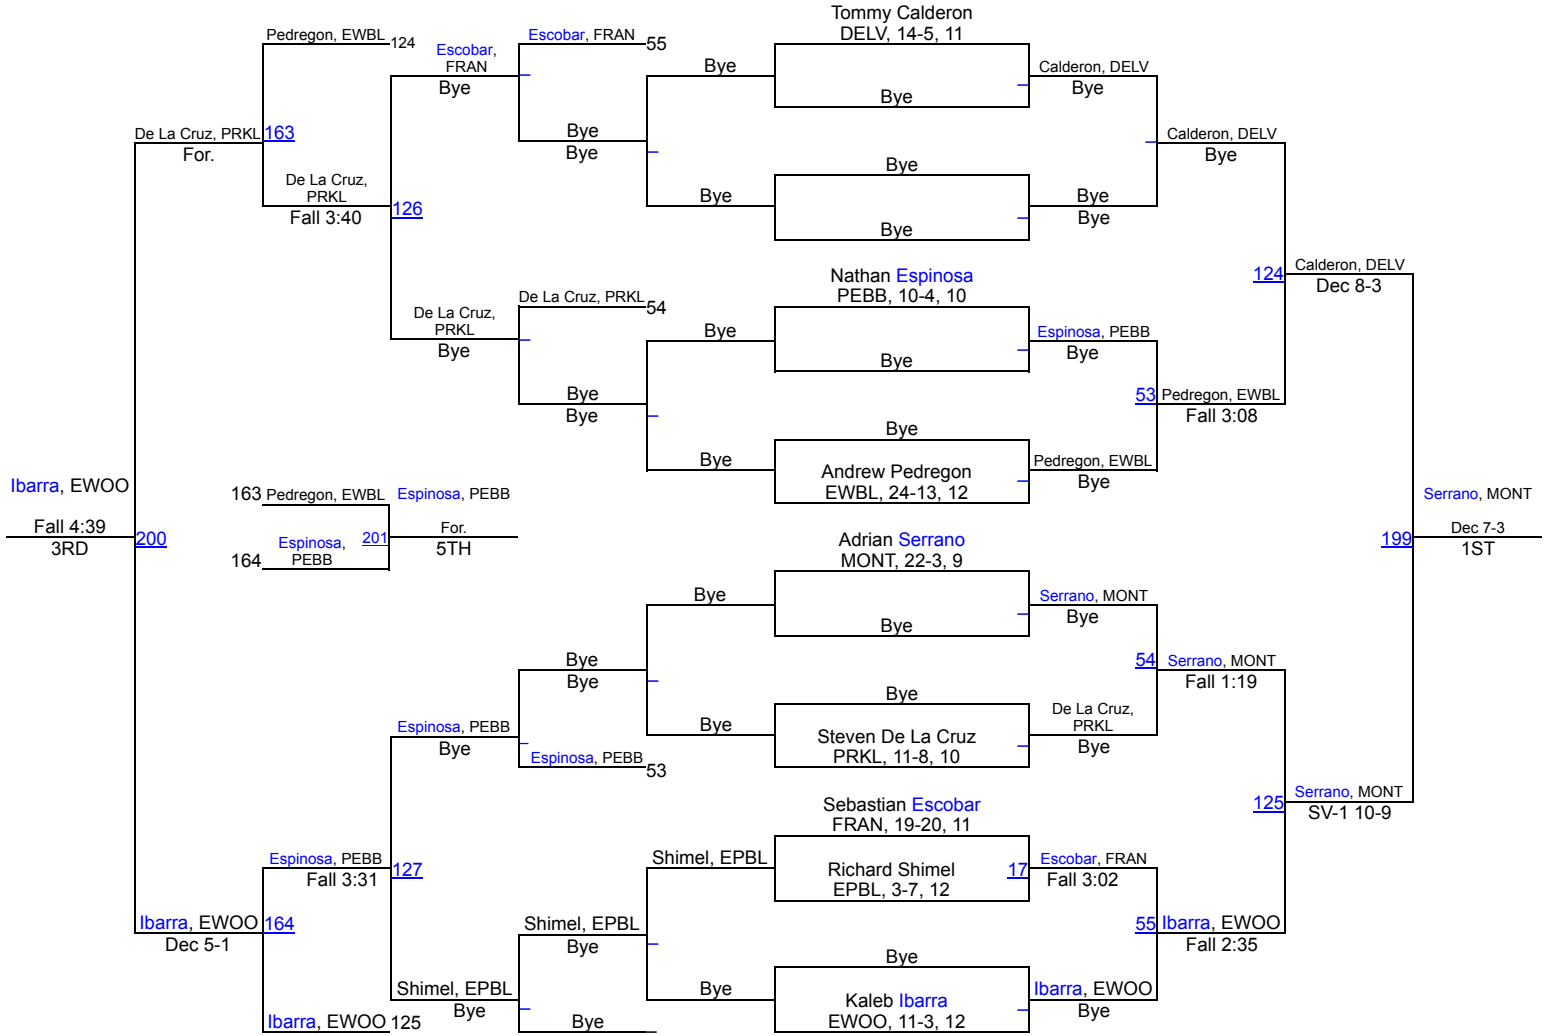 Tommy Calderon
DELV, 14-5, 11
Pedregon, EWBL 124
Escobar,
FRAN
Bye
Escobar, FRAN 55
Bye
Bye
Calderon, DELV
Bye
De La Cruz, PRKL 163
For.
Bye
Bye
Calderon, DELV
Bye
De La Cruz,
PRKL
Fall 3:40
126
Bye
Bye
Bye
Bye
Bye
Nathan Espinosa
PEBB, 10-4, 10
124 Calderon, DELV
Dec 8-3
De La Cruz,
PRKL
Bye
De La Cruz, PRKL 54
Bye
Bye
Espinosa, PEBB
Bye
Bye
Bye
53 Pedregon, EWBL
Fall 3:08
Bye
Bye
Andrew Pedregon
EWBL, 24-13, 12
Pedregon, EWBL
Bye
Ibarra, EWOO
Fall 4:39
3RD
200
163 Pedregon, EWBL
Espinosa, PEBB
164 Espinosa,
PEBB
201 For.
5TH
Serrano, MONT
199 Dec 7-3
1ST
Adrian Serrano
MONT, 22-3, 9
Bye
Bye
Serrano, MONT
Bye
Bye
Bye
54 Serrano, MONT
Fall 1:19
Bye
Bye
Steven De La Cruz
PRKL, 11-8, 10
De La Cruz,
PRKL
Bye
Espinosa, PEBB
Bye
Espinosa, PEBB 53
Sebastian Escobar
FRAN, 19-20, 11
125 Serrano, MONT
SV-1 10-9
Espinosa, PEBB
Fall 3:31
127
Shimel, EPBL
Richard Shimel
EPBL, 3-7, 12
17 Escobar, FRAN
Fall 3:02
Ibarra, EWOO 164
Dec 5-1
Shimel, EPBL
Bye
55 Ibarra, EWOO
Fall 2:35
Shimel, EPBL
Bye
Bye
Bye
Kaleb Ibarra
EWOO, 11-3, 12
Ibarra, EWOO
Bye
Ibarra, EWOO 125
Bye